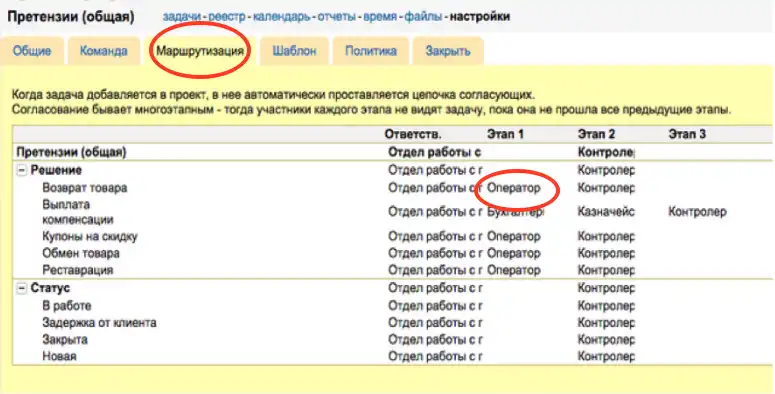 Претензии (общая) задачи - реестр - календарь - отчеты - время - файлы - настройки
Общие Команда Маршрутизация Шаблон Политика Закрыть
Когда задача добавляется в проект, в нее автоматически проставляется цепочка согласующих.
Согласование бывает многоэтапным - тогда участники каждого этапа не видят задачу, пока она не прошла все предыдущие этапы.
Ответств. Этап 1 Этап 2 Этап 3
Претензии (общая) Отдел работы с Контролер
Решение Отдел работы с г Контролер
Возврат товара Отдел работы с г Оператор Контролер
Выплата
компенсации Отдел работы с г Бухгалтери Казначейс Контролер
Купоны на скидку Отдел работы с г Оператор Контролер
Обмен товара Отдел работы с г Оператор Контролер
Реставрация Отдел работы с г Оператор Контролер
Статус Отдел работы с г Контролер
В работе Отдел работы с г Контролер
Задержка от клиента Отдел работы с г Контролер
Закрыта Отдел работы с г Контролер
Новая Отдел работы с г Контролер